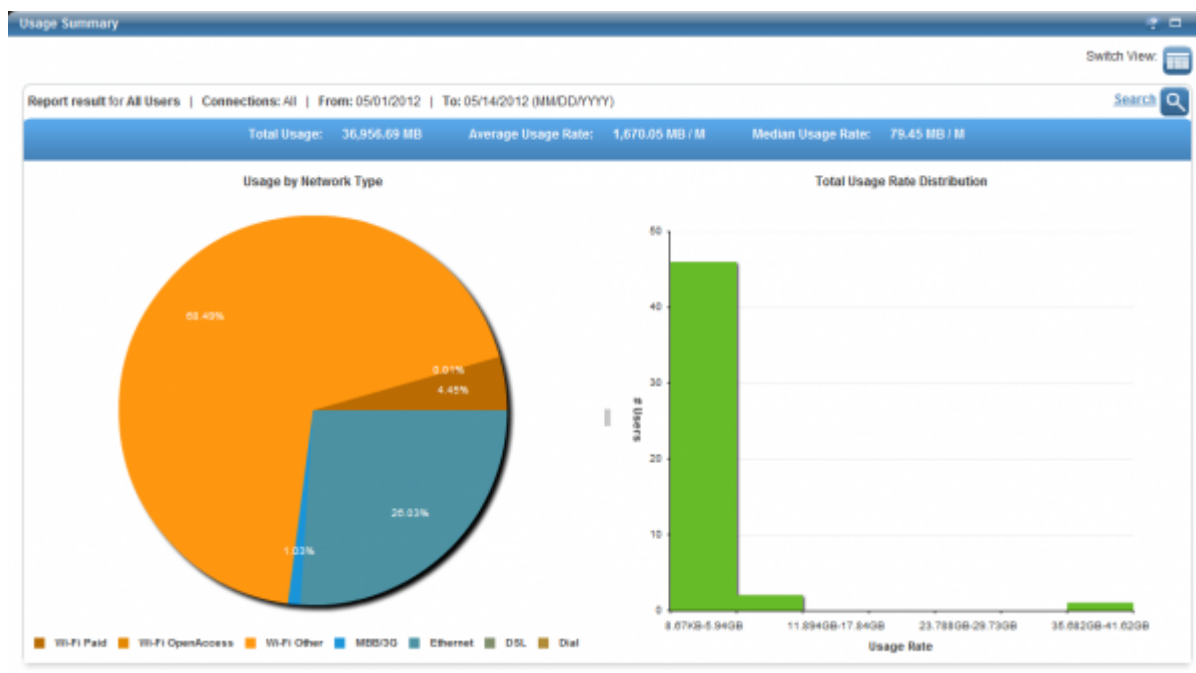 Usage Summary
Switch View:
Report result for All Users | Connections: All | From: 05/01/2012 | To: 05/14/2012 (MM/DD/YYYY)
Search
Total Usage: 36,956.69 MB Average Usage Rate: 1,670.05 MB / M Median Usage Rate: 79.45 MB / M
Usage by Network Type
Total Usage Rate Distribution
68.49%
0.01%
4.45%
26.03%
1.03%
50
40
30
20
10
0
# Users
8.67KB-5.94GB 11.894GB-17.84GB 23.788GB-29.73GB 35.682GB-41.62GB
Usage Rate
Wi-Fi Paid Wi-Fi OpenAccess Wi-Fi Other MBB/3G Ethernet DSL Dial